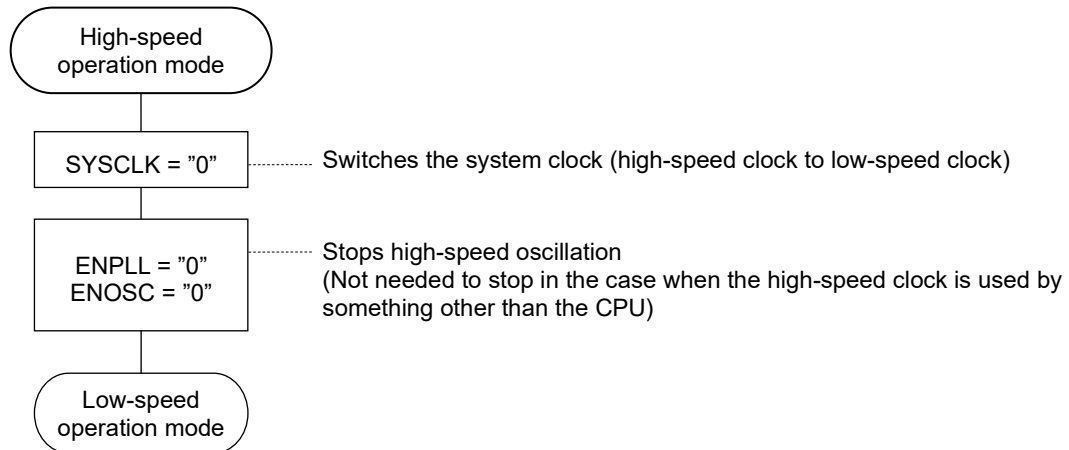 High-speed
operation mode
SYSCLK = ”0”
Switches the system clock (high-speed clock to low-speed clock)
ENPLL = ”0”
ENOSC = ”0”
Stops high-speed oscillation
(Not needed to stop in the case when the high-speed clock is used by
something other than the CPU)
Low-speed
operation mode